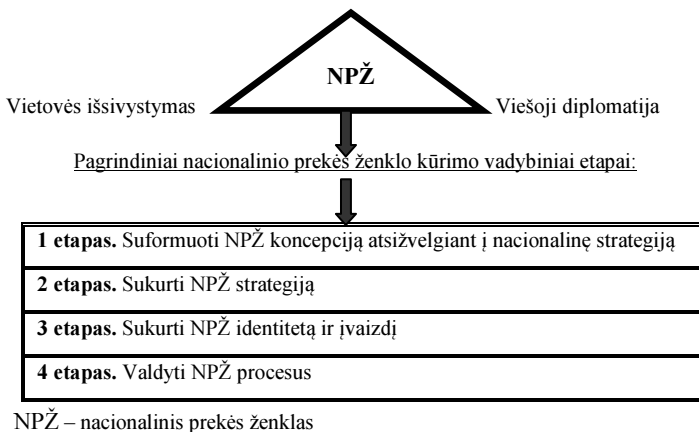 NPŽ
Vietovės išsivystymas
Viešoji diplomatija
Pagrindiniai nacionalinio prekės ženklo kūrimo vadybiniai etapai:
1 etapas. Suformuoti NPŽ koncepciją atsižvelgiant į nacionalinę strategiją
2 etapas. Sukurti NPŽ strategiją
3 etapas. Sukurti NPŽ identitetą ir įvaizdį
4 etapas. Valdyti NPŽ procesus
NPŽ – nacionalinis prekės ženklas